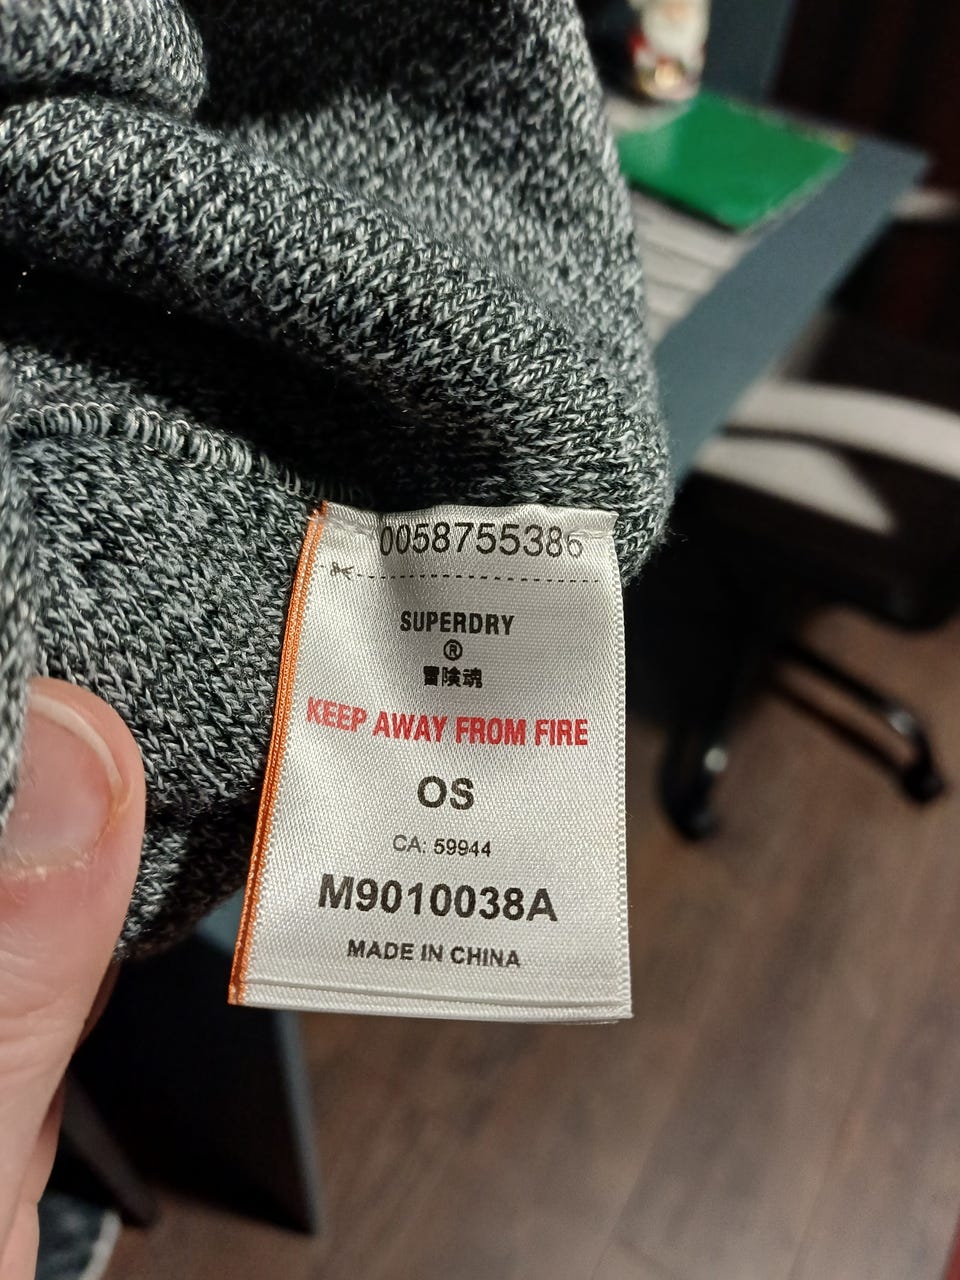 0058755386
SUPERDRY
®
冒険魂
KEEP AWAY FROM FIRE
OS
CA: 59944
M9010038A
MADE IN CHINA